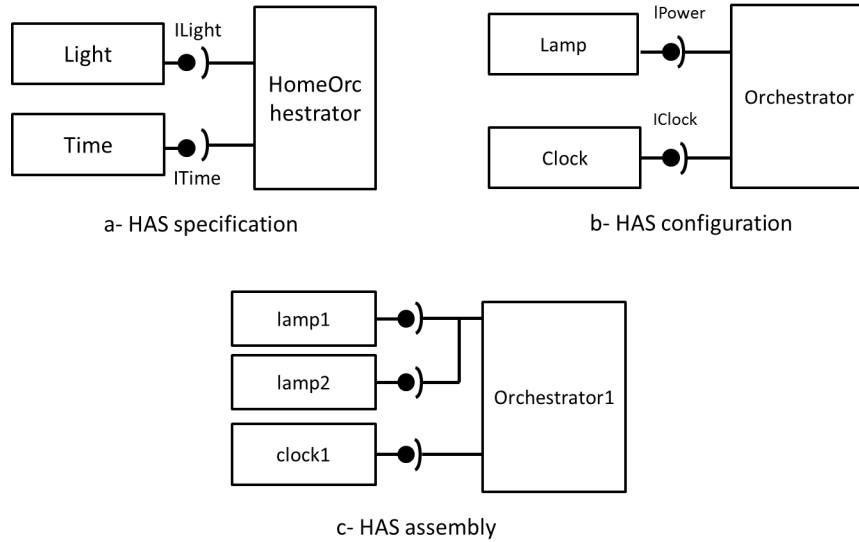 ILight
Light
HomeOrc
hestrator
Time
ITime
a- HAS specification
IPower
Lamp
Orchestrator
IClock
Clock
b- HAS configuration
lamp1
lamp2
Orchestrator1
clock1
c- HAS assembly